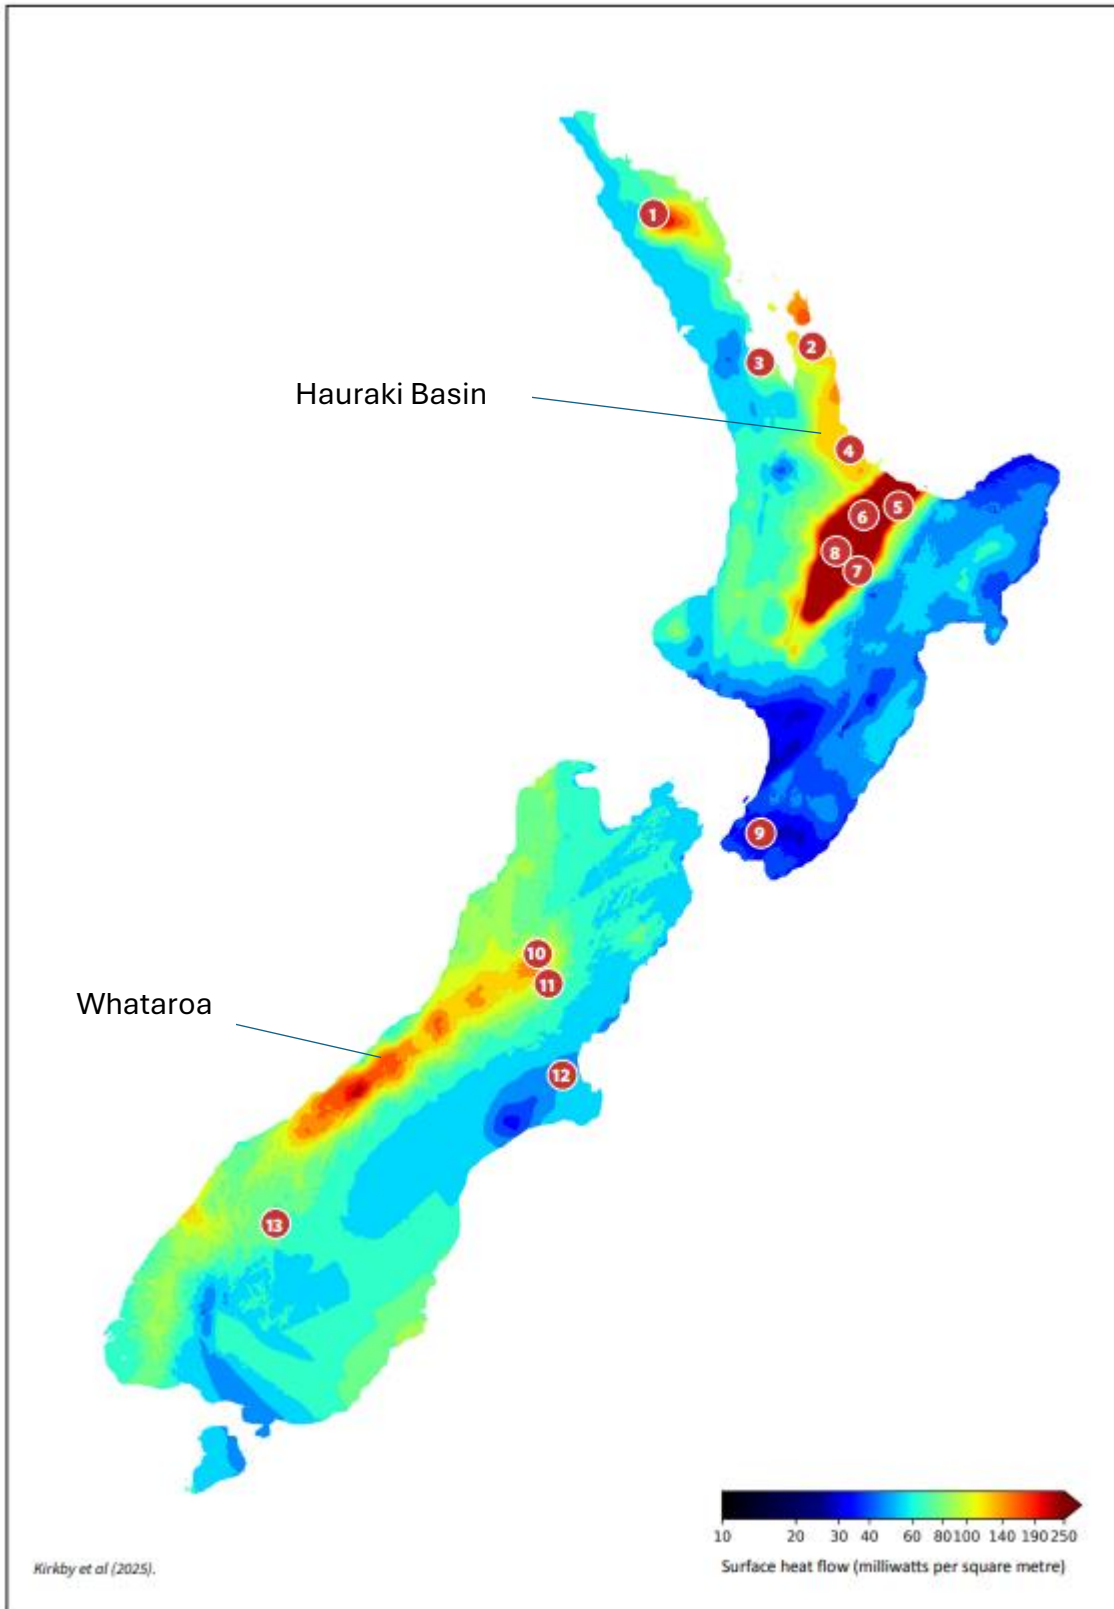 1
2
3
Hauraki Basin
4
5
6
8
7
9
10
11
Whataroa
12
13
10 20 30 40 60 80 100 140 190 250
Surface heat flow (milliwatts per square metre)
Kirkby et al (2025).